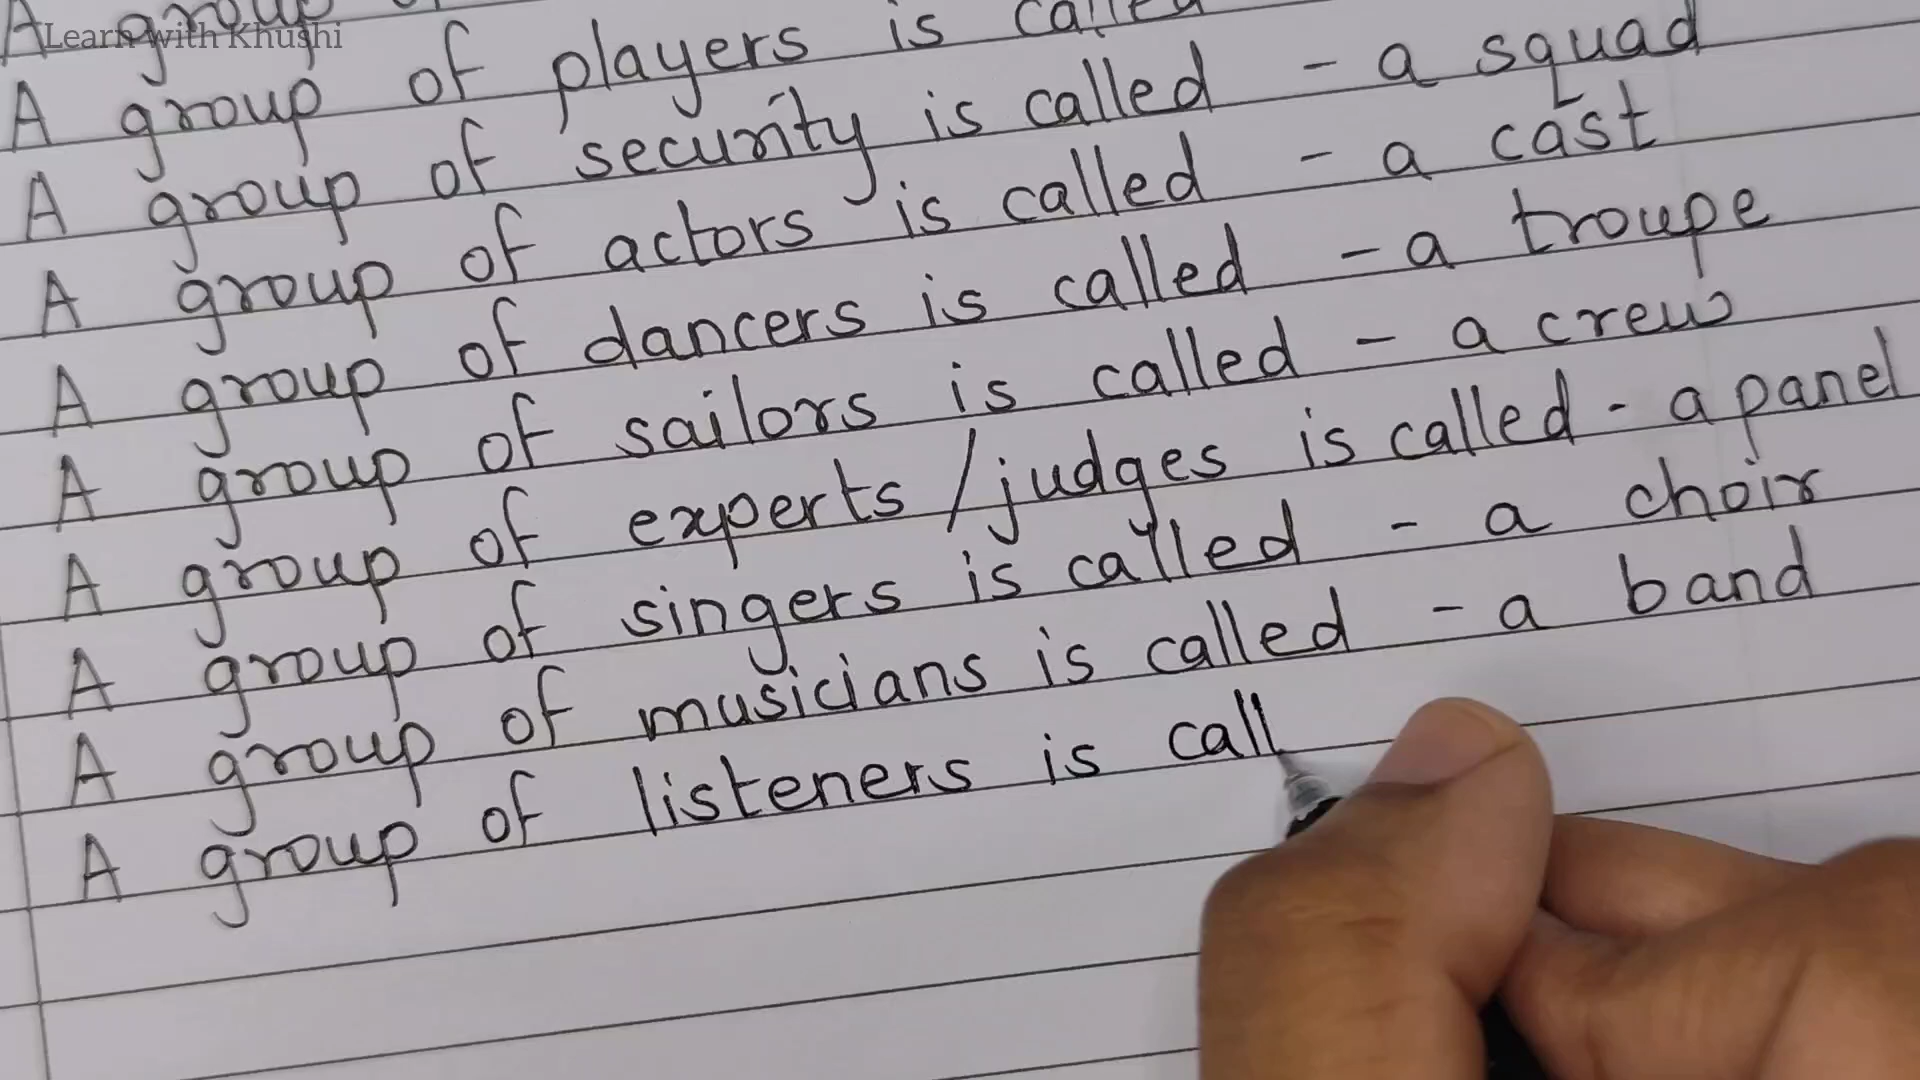 A group
Learn with Khushi
A group of players is called
A group of security is called - a squad
A group of actors is called - a cast
A group of dancers is called - a troupe
A group of sailors is called - a crew
A group of experts/judges is called - a panel
A group of singers is called - a choir
A group of musicians is called - a band
A group of listeners is call